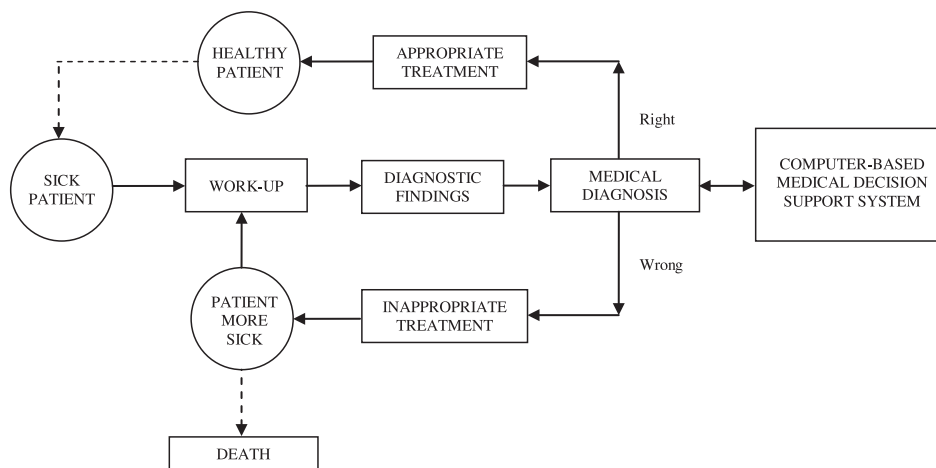 HEALTHY
PATIENT
APPROPRIATE
TREATMENT
Right
SICK
PATIENT
WORK-UP
DIAGNOSTIC
FINDINGS
MEDICAL
DIAGNOSIS
COMPUTER-BASED
MEDICAL DECISION
SUPPORT SYSTEM
Wrong
PATIENT
MORE
SICK
INAPPROPRIATE
TREATMENT
DEATH